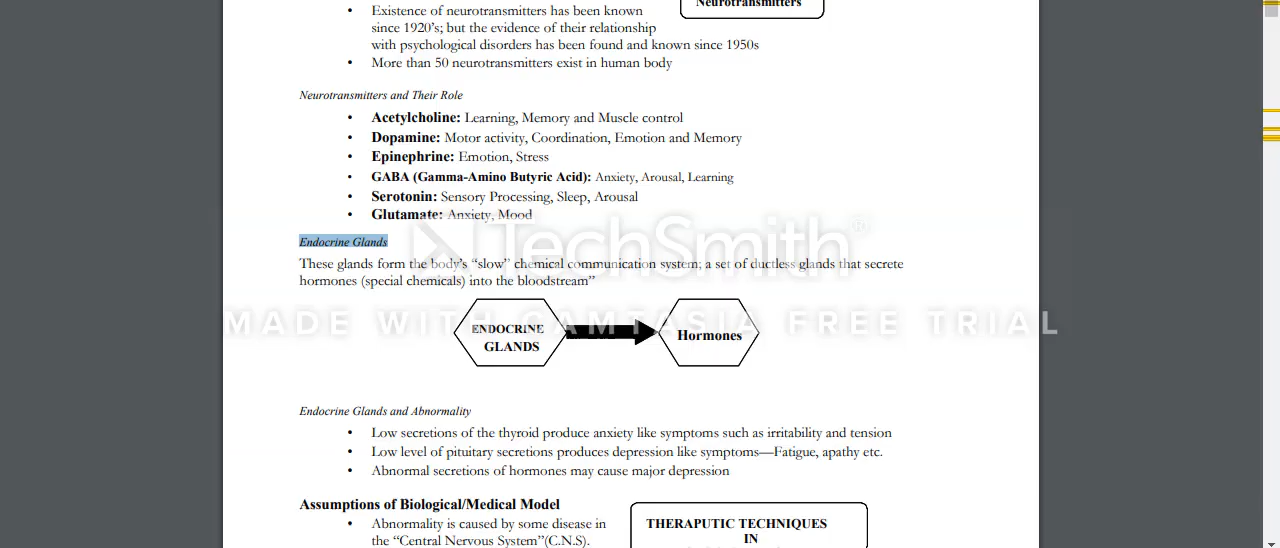 Neurotransmitters
• Existence of neurotransmitters has been known
since 1920's; but the evidence of their relationship
with psychological disorders has been found and known since 1950s
• More than 50 neurotransmitters exist in human body
Neurotransmitters and Their Role
• Acetylcholine: Learning, Memory and Muscle control
• Dopamine: Motor activity, Coordination, Emotion and Memory
• Epinephrine: Emotion, Stress
• GABA (Gamma-Amino Butyric Acid): Anxiety, Arousal, Learning
• Serotonin: Sensory Processing, Sleep, Arousal
• Glutamate: Anxiety, Mood
TechSmith
Endocrine Glands
These glands form the body's “slow” chemical communication system; a set of ductless glands that secrete
hormones (special chemicals) into the bloodstream”
MADE WITH CAMTASIA FREE TRIAL
ENDOCRINE
GLANDS
Hormones
Endocrine Glands and Abnormality
• Low secretions of the thyroid produce anxiety like symptoms such as irritability and tension
• Low level of pituitary secretions produces depression like symptoms—Fatigue, apathy etc.
• Abnormal secretions of hormones may cause major depression
Assumptions of Biological/Medical Model
• Abnormality is caused by some disease in
the “Central Nervous System”(C.N.S).
THERAPUTIC TECHNIQUES
IN